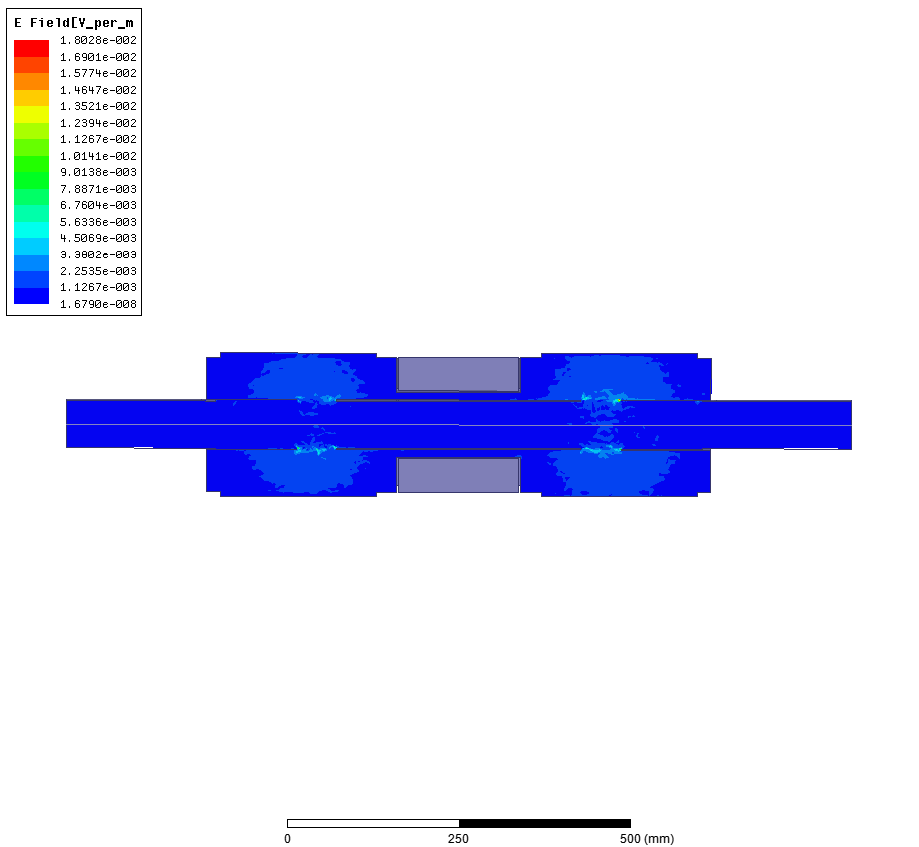 E Field[V_per_m
1.8028e-002
1.6901e-002
1.5774e-002
1.4647e-002
1.3521e-002
1.2394e-002
1.1267e-002
1.0141e-002
9.0138e-003
7.8871e-003
6.7604e-003
5.6336e-003
4.5069e-003
3.3802e-003
2.2535e-003
1.1267e-003
1.6790e-008
0 250 500 (mm)